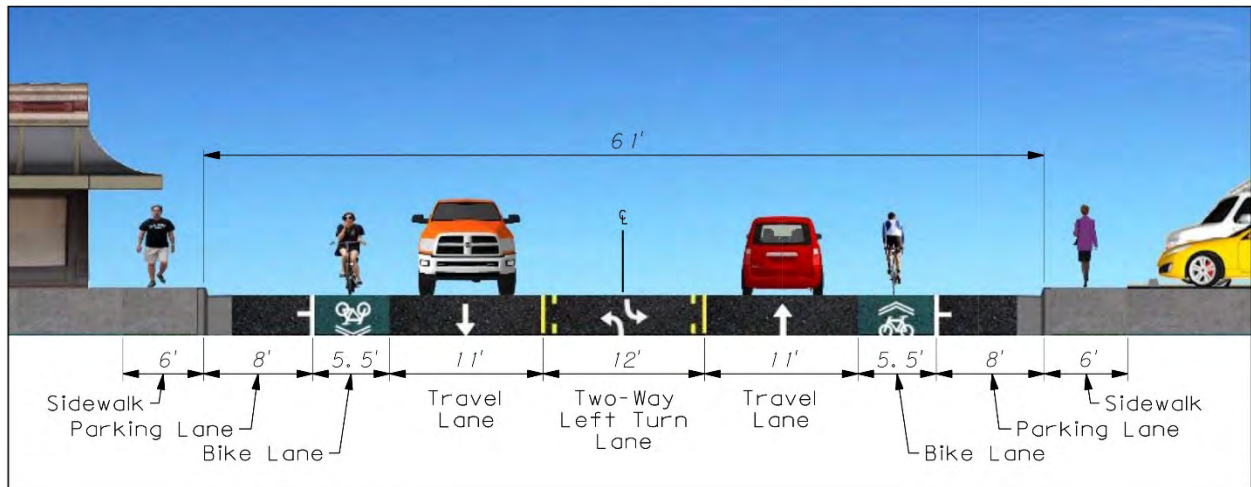 61'
℄
6'
8'
5.5'
11'
12'
11'
5.5'
8'
6'
Sidewalk
Parking Lane
Bike Lane
Travel
Lane
Two-Way
Left Turn
Lane
Travel
Lane
Bike Lane
Parking Lane
Sidewalk